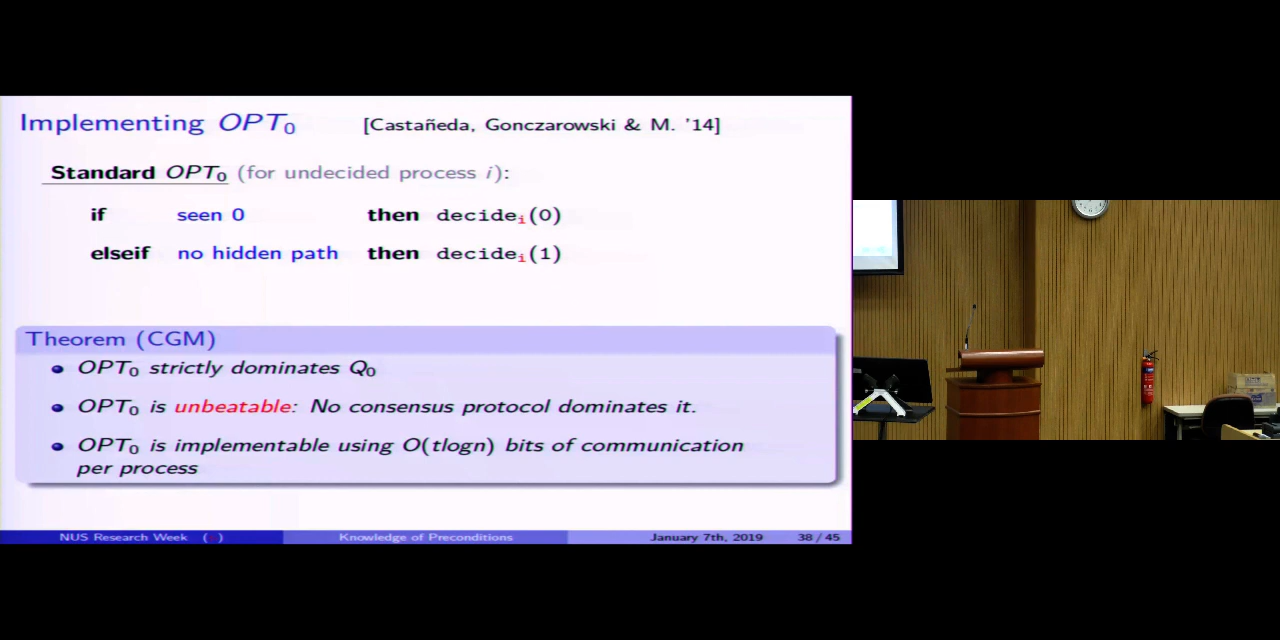 Implementing OPT₀ [Castañeda, Gonczarowski & M. '14]
Standard OPT₀ (for undecided process i):
if seen 0 then decideᵢ(0)
elseif no hidden path then decideᵢ(1)
Theorem (CGM)
OPT₀ strictly dominates Q₀
OPT₀ is unbeatable: No consensus protocol dominates it.
OPT₀ is implementable using O(tlogn) bits of communication
per process
NUS Research Week ( ) Knowledge of Preconditions January 7th, 2019 38 / 45